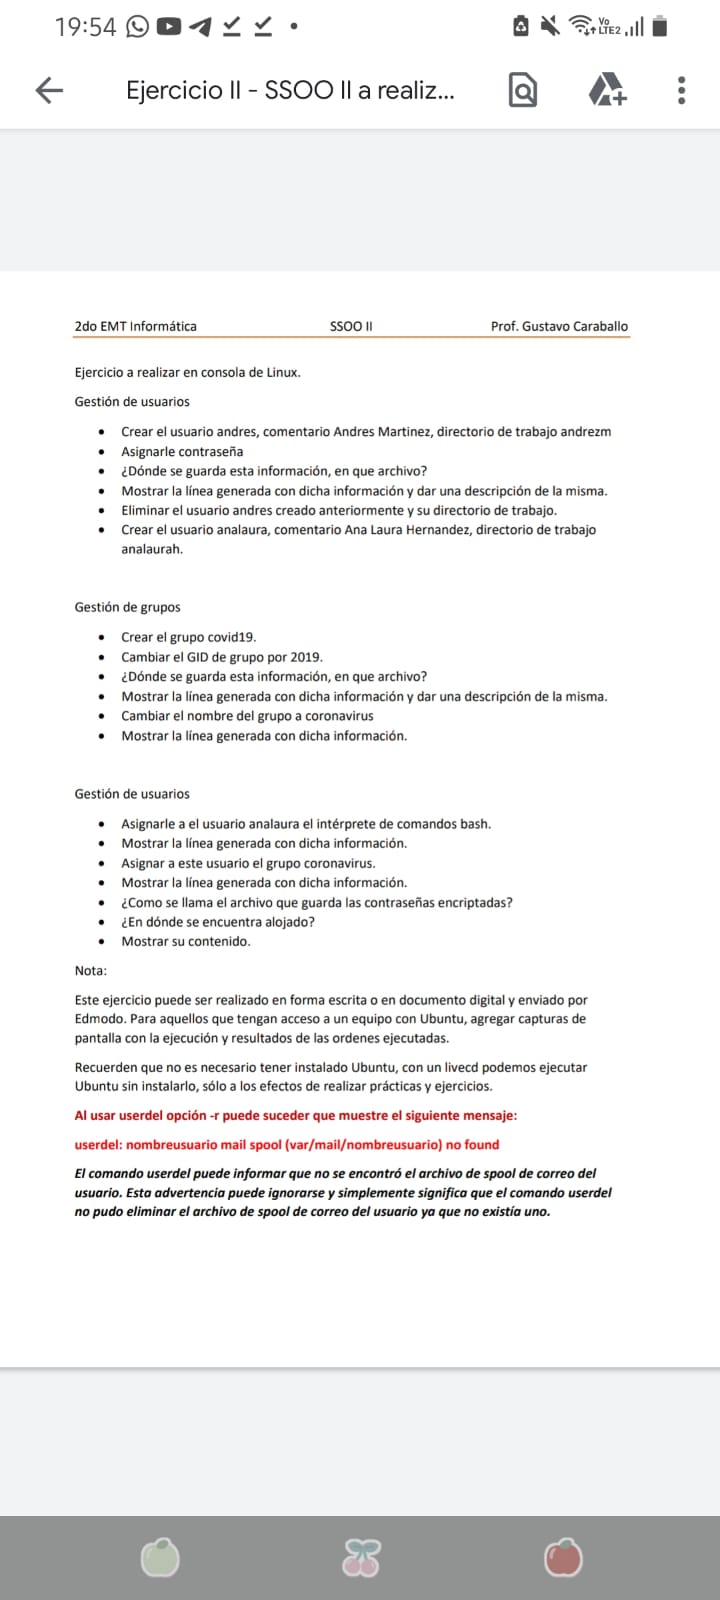 19:54
Vo
LTE2
Ejercicio II - SSOO II a realiz...
2do EMT Informática SSOO II Prof. Gustavo Caraballo
Ejercicio a realizar en consola de Linux.
Gestión de usuarios
• Crear el usuario andres, comentario Andres Martinez, directorio de trabajo andrezm
• Asignarle contraseña
• ¿Dónde se guarda esta información, en que archivo?
• Mostrar la línea generada con dicha información y dar una descripción de la misma.
• Eliminar el usuario andres creado anteriormente y su directorio de trabajo.
• Crear el usuario analaura, comentario Ana Laura Hernandez, directorio de trabajo
analaurah.
Gestión de grupos
• Crear el grupo covid19.
• Cambiar el GID de grupo por 2019.
• ¿Dónde se guarda esta información, en que archivo?
• Mostrar la línea generada con dicha información y dar una descripción de la misma.
• Cambiar el nombre del grupo a coronavirus
• Mostrar la línea generada con dicha información.
Gestión de usuarios
• Asignarle a el usuario analaura el intérprete de comandos bash.
• Mostrar la línea generada con dicha información.
• Asignar a este usuario el grupo coronavirus.
• Mostrar la línea generada con dicha información.
• ¿Como se llama el archivo que guarda las contraseñas encriptadas?
• ¿En dónde se encuentra alojado?
• Mostrar su contenido.
Nota:
Este ejercicio puede ser realizado en forma escrita o en documento digital y enviado por
Edmodo. Para aquellos que tengan acceso a un equipo con Ubuntu, agregar capturas de
pantalla con la ejecución y resultados de las ordenes ejecutadas.
Recuerden que no es necesario tener instalado Ubuntu, con un livecd podemos ejecutar
Ubuntu sin instalarlo, sólo a los efectos de realizar prácticas y ejercicios.
Al usar userdel opción -r puede suceder que muestre el siguiente mensaje:
userdel: nombreusuario mail spool (var/mail/nombreusuario) no found
El comando userdel puede informar que no se encontró el archivo de spool de correo del
usuario. Esta advertencia puede ignorarse y simplemente significa que el comando userdel
no pudo eliminar el archivo de spool de correo del usuario ya que no existía uno.